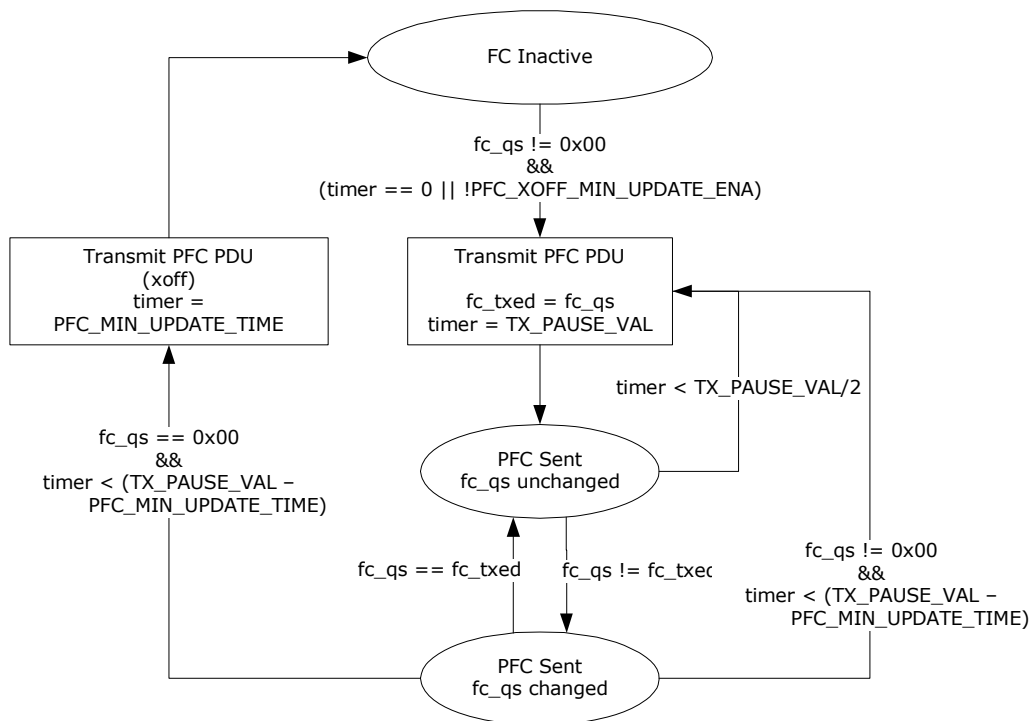 FC Inactive
fc_qs != 0x00
&&
(timer == 0 || !PFC_XOFF_MIN_UPDATE_ENA)
Transmit PFC PDU
(xoff)
timer =
PFC_MIN_UPDATE_TIME
Transmit PFC PDU
fc_txed = fc_qs
timer = TX_PAUSE_VAL
timer < TX_PAUSE_VAL/2
fc_qs == 0x00
&&
timer < (TX_PAUSE_VAL –
PFC_MIN_UPDATE_TIME)
PFC Sent
fc_qs unchanged
fc_qs == fc_txed
fc_qs != fc_txed
fc_qs != 0x00
&&
timer < (TX_PAUSE_VAL –
PFC_MIN_UPDATE_TIME)
PFC Sent
fc_qs changed